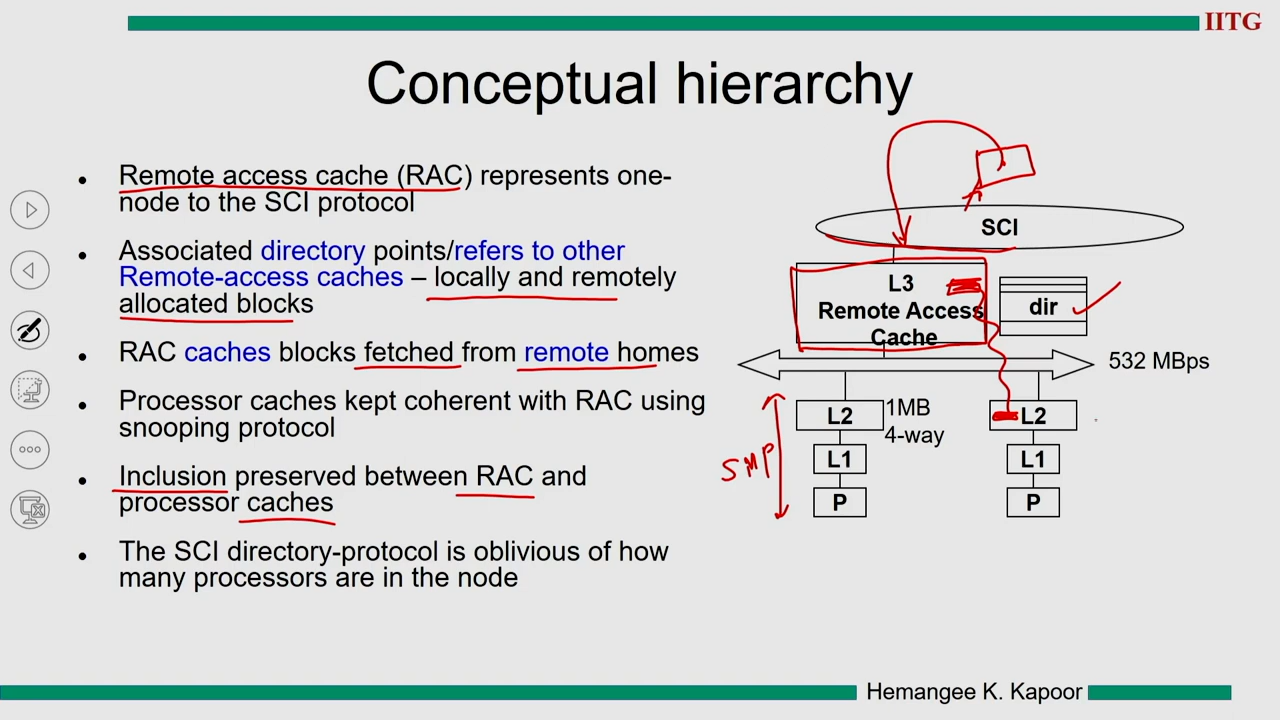 IITG
Conceptual hierarchy
• Remote access cache (RAC) represents one-
node to the SCI protocol
• Associated directory points/refers to other
Remote-access caches – locally and remotely
allocated blocks
• RAC caches blocks fetched from remote homes
• Processor caches kept coherent with RAC using
snooping protocol
• Inclusion preserved between RAC and
processor caches
• The SCI directory-protocol is oblivious of how
many processors are in the node
SCI
L3
Remote Access
Cache
dir
532 MBps
L2
1MB
4-way
L2
L1
L1
P
P
SMP
Hemangee K. Kapoor